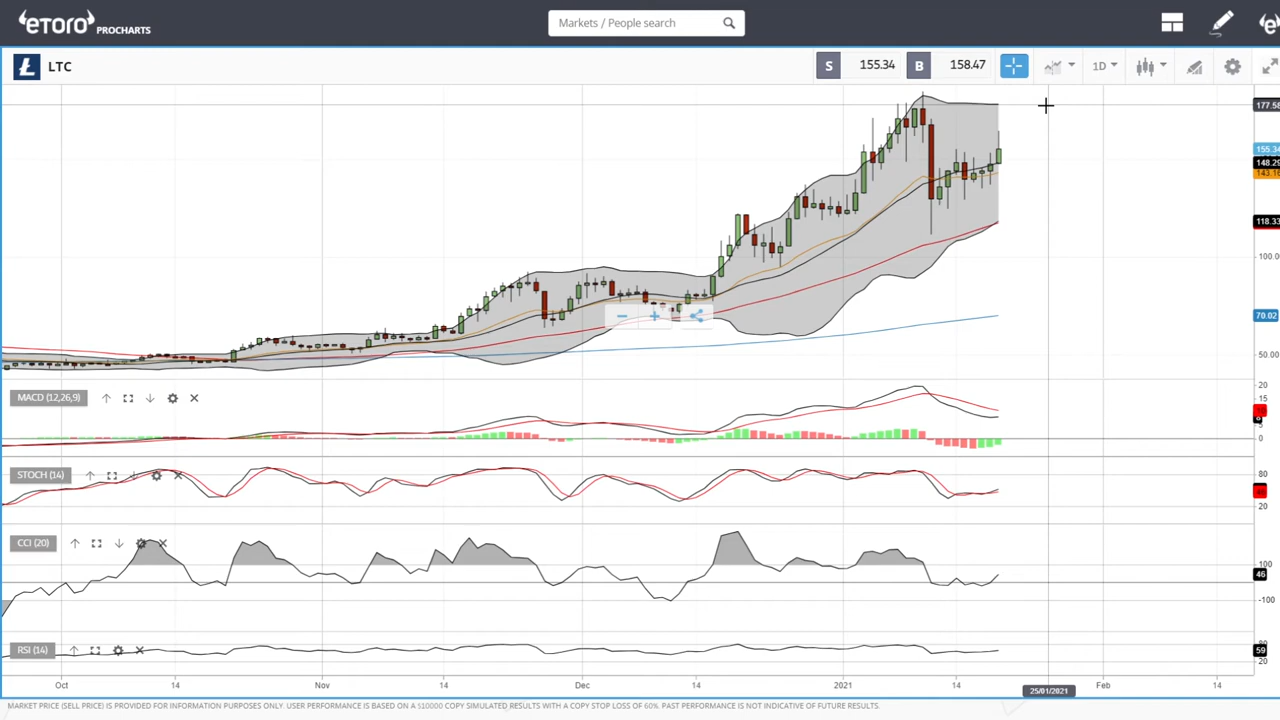 eToro PROCHARTS
Markets / People search
LTC
S 155.34 B 158.47 1D
177.58
155.34
148.29
143.16
118.33
100.00
70.02
50.00
MACD (12,26,9)
20
15
5
0
STOCH (14)
80
20
CCI (20)
100
46
-100
RSI (14)
80
59
20
Oct 14 Nov 14 Dec 14 2021 14 Feb 14
25/01/2021
MARKET PRICE (SELL PRICE) IS PROVIDED FOR INFORMATION PURPOSES ONLY. USER PERFORMANCE IS BASED ON A $10000 COPY SIMULATED RESULTS WITH A COPY STOP LOSS OF 60%. PAST PERFORMANCE IS NOT INDICATIVE OF FUTURE RESULTS.